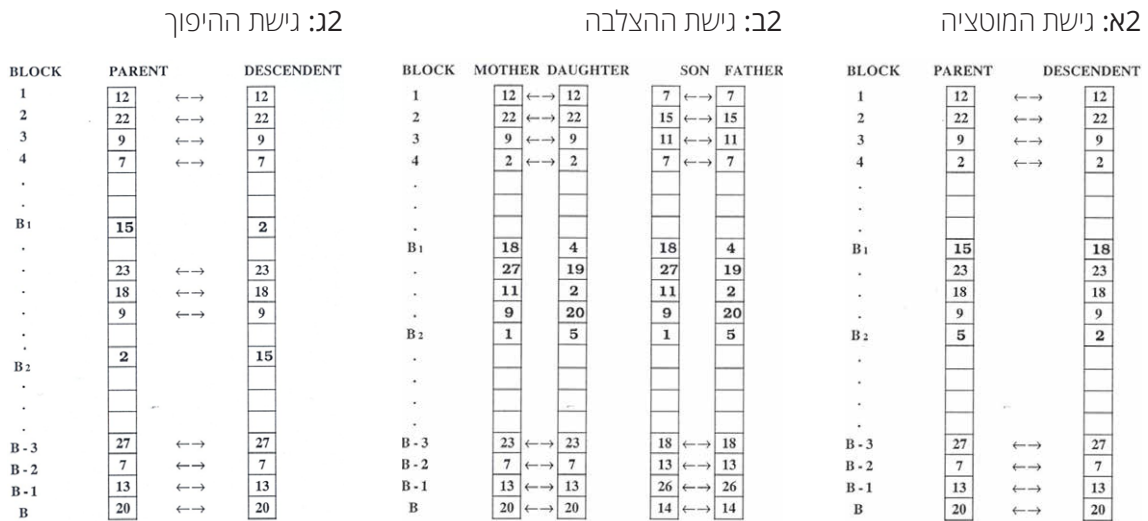 2א: גישת המוטציה 2ב: גישת ההצלבה 2ג: גישת ההיפוך
BLOCK PARENT DESCENDENT BLOCK MOTHER DAUGHTER SON FATHER BLOCK PARENT DESCENDENT
1 12 ←→ 12 1 12 ←→ 12 7 ←→ 7 1 12 ←→ 12
2 22 ←→ 22 2 22 ←→ 22 15 ←→ 15 2 22 ←→ 22
3 9 ←→ 9 3 9 ←→ 9 11 ←→ 11 3 9 ←→ 9
4 7 ←→ 7 4 2 ←→ 2 7 ←→ 7 4 2 ←→ 2
. . .
. . .
B1 15 2 . .
. B1 18 4 18 4 B1 15 18
. 23 ←→ 23 . 27 19 27 19 . 23 23
. 18 ←→ 18 . 11 2 11 2 . 18 18
. 9 ←→ 9 . 9 20 9 20 . 9 9
. B2 1 5 1 5 B2 5 2
B2 2 15
. . .
. . .
. . .
B-3 27 ←→ 27 B-3 23 ←→ 23 18 ←→ 18 B-3 27 ←→ 27
B-2 7 ←→ 7 B-2 7 ←→ 7 13 ←→ 13 B-2 7 ←→ 7
B-1 13 ←→ 13 B-1 13 ←→ 13 26 ←→ 26 B-1 13 ←→ 13
B 20 ←→ 20 B 20 ←→ 20 14 ←→ 14 B 20 ←→ 20